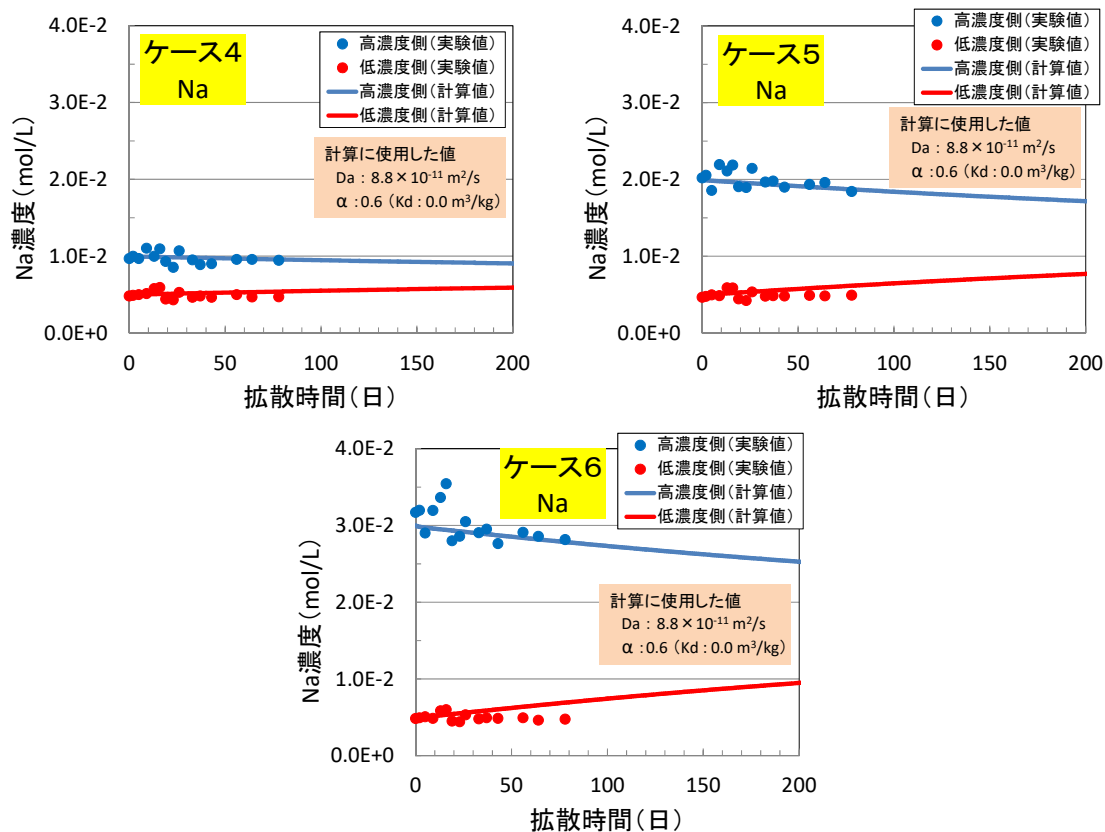 ケース4
Na
高濃度側(実験値)
低濃度側(実験値)
高濃度側(計算値)
低濃度側(計算値)
計算に使用した値
Da : 8.8×10⁻¹¹ m²/s
α : 0.6 (Kd : 0.0 m³/kg)
Na濃度(mol/L)
4.0E-2
3.0E-2
2.0E-2
1.0E-2
0.0E+0
0 50 100 150 200
拡散時間(日)
ケース5
Na
高濃度側(実験値)
低濃度側(実験値)
高濃度側(計算値)
低濃度側(計算値)
計算に使用した値
Da : 8.8×10⁻¹¹ m²/s
α : 0.6 (Kd : 0.0 m³/kg)
Na濃度(mol/L)
4.0E-2
3.0E-2
2.0E-2
1.0E-2
0.0E+0
0 50 100 150 200
拡散時間(日)
ケース6
Na
高濃度側(実験値)
低濃度側(実験値)
高濃度側(計算値)
低濃度側(計算値)
計算に使用した値
Da : 8.8×10⁻¹¹ m²/s
α : 0.6 (Kd : 0.0 m³/kg)
Na濃度(mol/L)
4.0E-2
3.0E-2
2.0E-2
1.0E-2
0.0E+0
0 50 100 150 200
拡散時間(日)